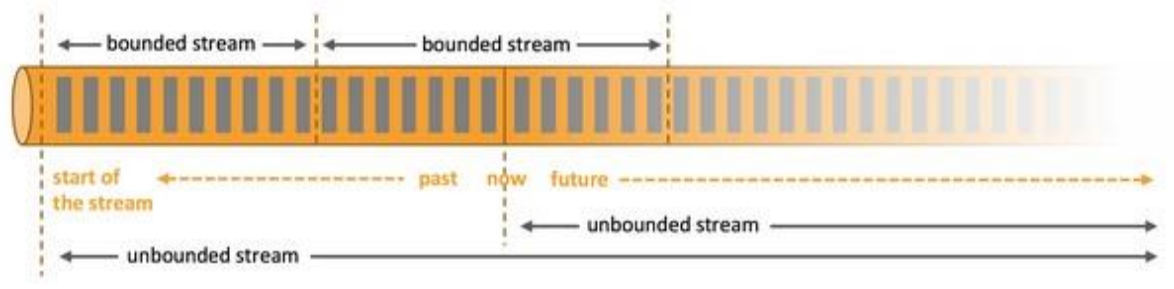 bounded stream
bounded stream
start of
the stream
past
now
future
unbounded stream
unbounded stream